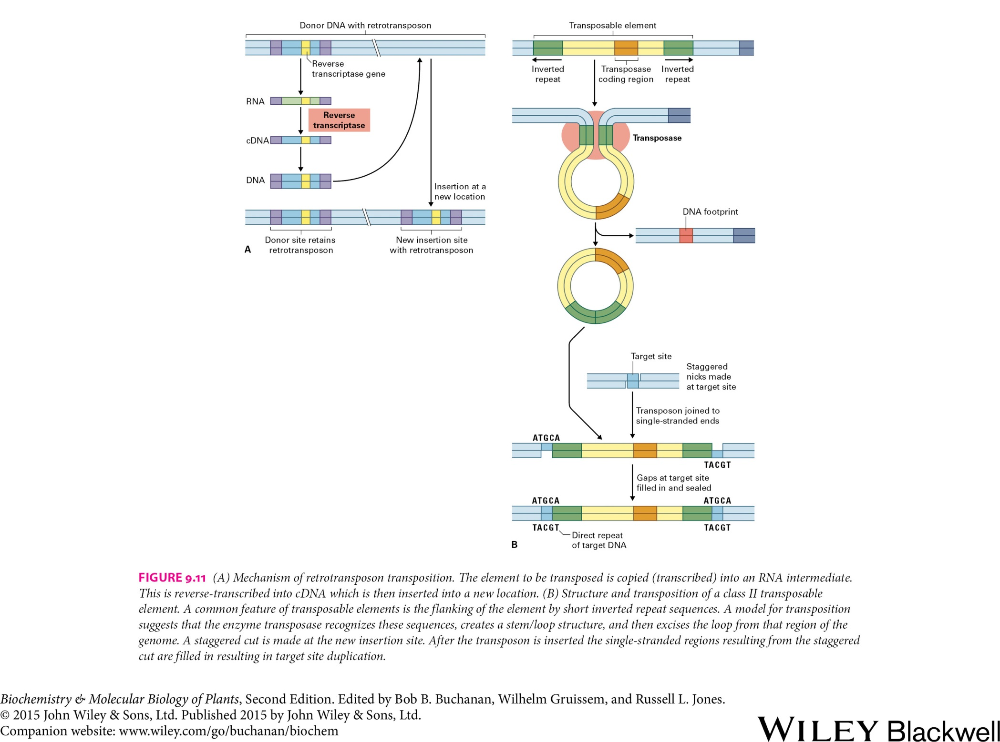 Donor DNA with retrotransposon
Reverse
transcriptase gene
RNA
Reverse
transcriptase
cDNA
DNA
Insertion at a
new location
Donor site retains
retrotransposon
New insertion site
with retrotransposon
A
Transposable element
Inverted
repeat
Transposase
coding region
Inverted
repeat
Transposase
DNA footprint
Target site
Staggered
nicks made
at target site
Transposon joined to
single-stranded ends
ATGCA
TACGT
Gaps at target site
filled in and sealed
ATGCA
ATGCA
TACGT
TACGT
Direct repeat
of target DNA
B
FIGURE 9.11 (A) Mechanism of retrotransposon transposition. The element to be transposed is copied (transcribed) into an RNA intermediate.
This is reverse-transcribed into cDNA which is then inserted into a new location. (B) Structure and transposition of a class II transposable
element. A common feature of transposable elements is the flanking of the element by short inverted repeat sequences. A model for transposition
suggests that the enzyme transposase recognizes these sequences, creates a stem/loop structure, and then excises the loop from that region of the
genome. A staggered cut is made at the new insertion site. After the transposon is inserted the single-stranded regions resulting from the staggered
cut are filled in resulting in target site duplication.
Biochemistry & Molecular Biology of Plants, Second Edition. Edited by Bob B. Buchanan, Wilhelm Gruissem, and Russell L. Jones.
© 2015 John Wiley & Sons, Ltd. Published 2015 by John Wiley & Sons, Ltd.
Companion website: www.wiley.com/go/buchanan/biochem
WILEY Blackwell